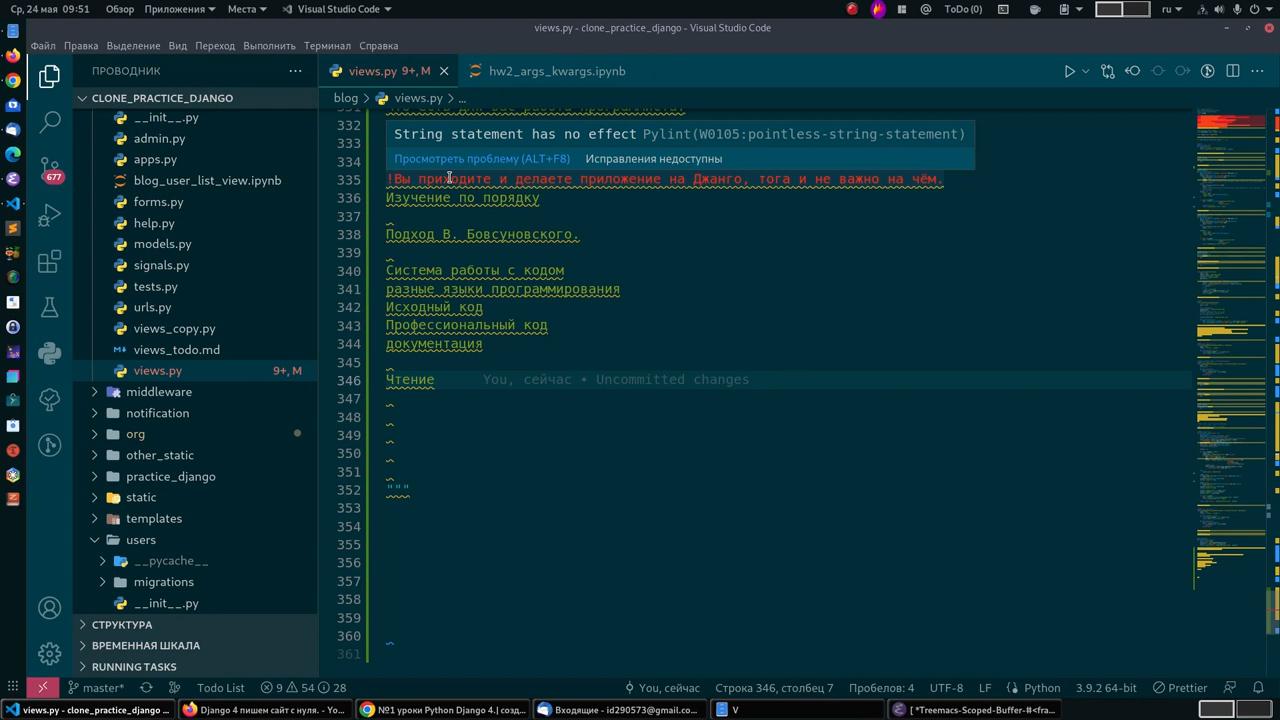 Ср, 24 мая 09:51
Обзор
Приложения
Места
Visual Studio Code
ToDo(0)
ru
views.py - clone_practice_django - Visual Studio Code
Файл Правка Выделение Вид Переход Выполнить Терминал Справка
ПРОВОДНИК
views.py 9+, M
hw2_args_kwargs.ipynb
CLONE_PRACTICE_DJANGO
blog > views.py > ...
__init__.py
admin.py
apps.py
blog_user_list_view.ipynb
forms.py
help.py
models.py
signals.py
tests.py
urls.py
views_copy.py
views_todo.md
views.py 9+, M
middleware
notification
org
other_static
practice_django
static
templates
users
__pycache__
migrations
__init__.py
СТРУКТУРА
ВРЕМЕННАЯ ШКАЛА
RUNNING TASKS
677
332
String statement has no effect Pylint(W0105:pointless-string-statement)
333
Просмотреть проблему (ALT+F8) Исправления недоступны
334
335 !Вы приходите и делаете приложение на Джанго, тога и не важно на чём.
336 Изучение по порядку
337
338 Подход В. Бовсуновского.
339
340 Система работы с кодом
341 разные языки программирования
342 Исходный код
343 Профессиональный код
344 документация
345
346 Чтение You, сейчас • Uncommitted changes
347
348
349
350
351
352 """
353
354
355
356
357
358
359
360
361
master*
Todo List
9 54 28
You, сейчас
Строка 346, столбец 7
Пробелов: 4
UTF-8
LF
Python
3.9.2 64-bit
Prettier
views.py - clone_practice_django ...
Django 4 пишем сайт с нуля. - Yo...
№1 уроки Python Django 4.| созд...
Входящие - id290573@gmail.co...
V
[ *Treemacs-Scoped-Buffer-#<fra...